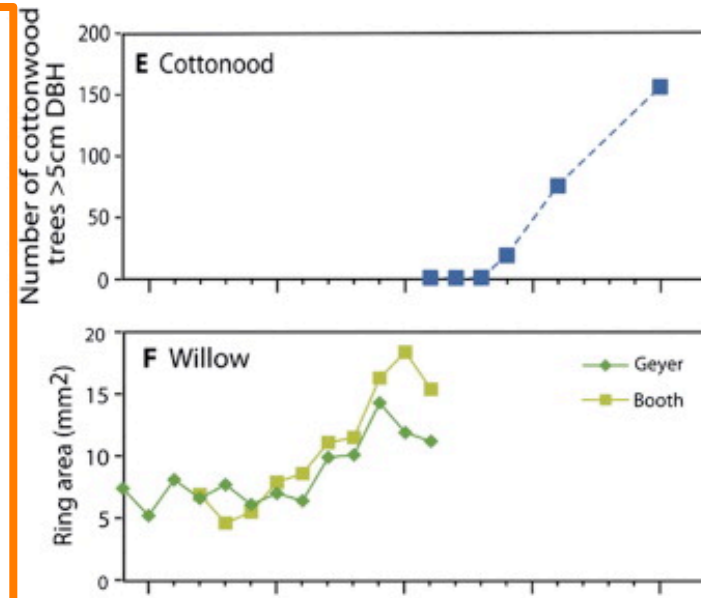 Number of cottonwood
trees >5cm DBH
200
150
100
50
0
E Cottonood
Ring area (mm2)
20
15
10
5
0
F Willow
Geyer
Booth